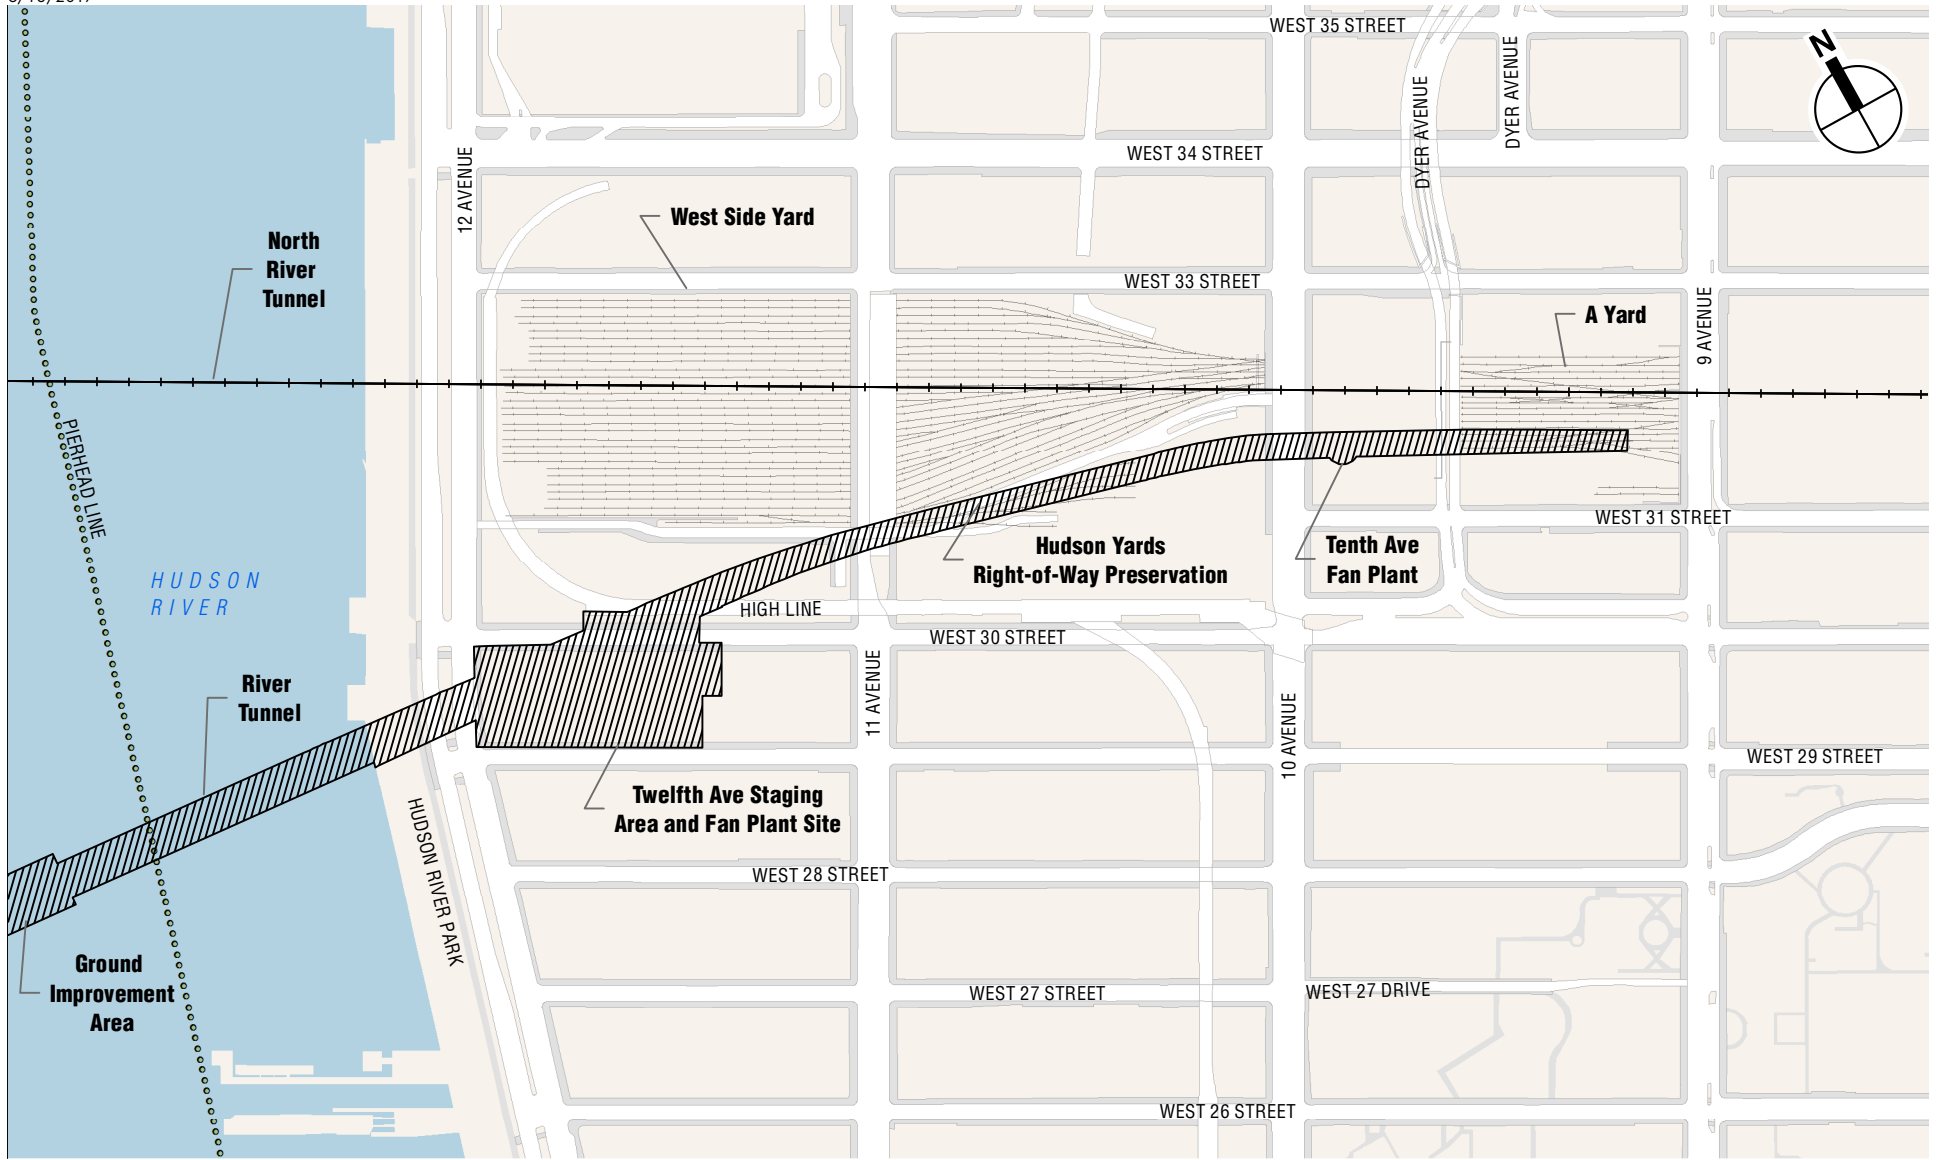 WEST 35 STREET
N
DYER AVENUE
DYER AVENUE
12 AVENUE
WEST 34 STREET
West Side Yard
North
River
Tunnel
WEST 33 STREET
A Yard
9 AVENUE
PIERHEAD LINE
WEST 31 STREET
Hudson Yards
Right-of-Way Preservation
Tenth Ave
Fan Plant
HUDSON
RIVER
HIGH LINE
WEST 30 STREET
11 AVENUE
10 AVENUE
River
Tunnel
WEST 29 STREET
Twelfth Ave Staging
Area and Fan Plant Site
HUDSON RIVER PARK
WEST 28 STREET
Ground
Improvement
Area
WEST 27 STREET
WEST 27 DRIVE
WEST 26 STREET